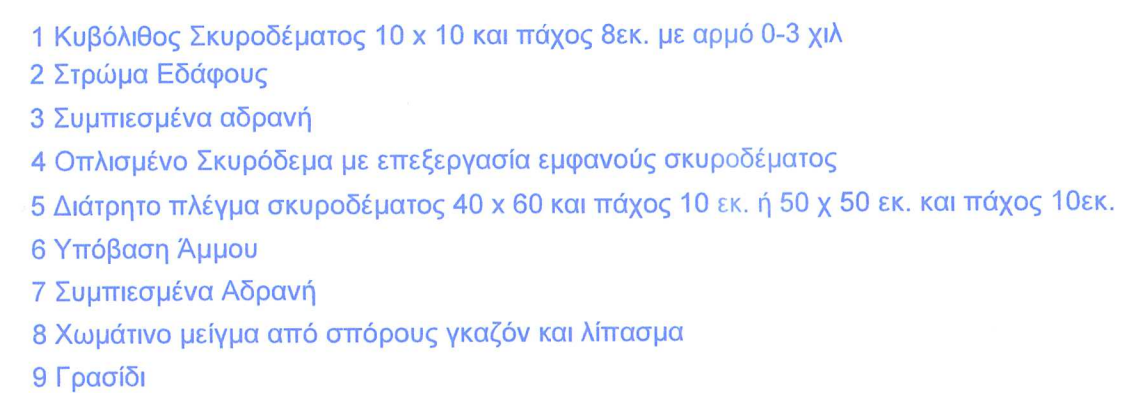 1 Κυβόλιθος Σκυροδέματος 10 x 10 και πάχος 8εκ. με αρμό 0-3 χιλ
2 Στρώμα Εδάφους
3 Συμπιεσμένα αδρανή
4 Οπλισμένο Σκυρόδεμα με επεξεργασία εμφανούς σκυροδέματος
5 Διάτρητο πλέγμα σκυροδέματος 40 x 60 και πάχος 10 εκ. ή 50 χ 50 εκ. και πάχος 10εκ.
6 Υπόβαση Άμμου
7 Συμπιεσμένα Αδρανή
8 Χωμάτινο μείγμα από σπόρους γκαζόν και λίπασμα
9 Γρασίδι